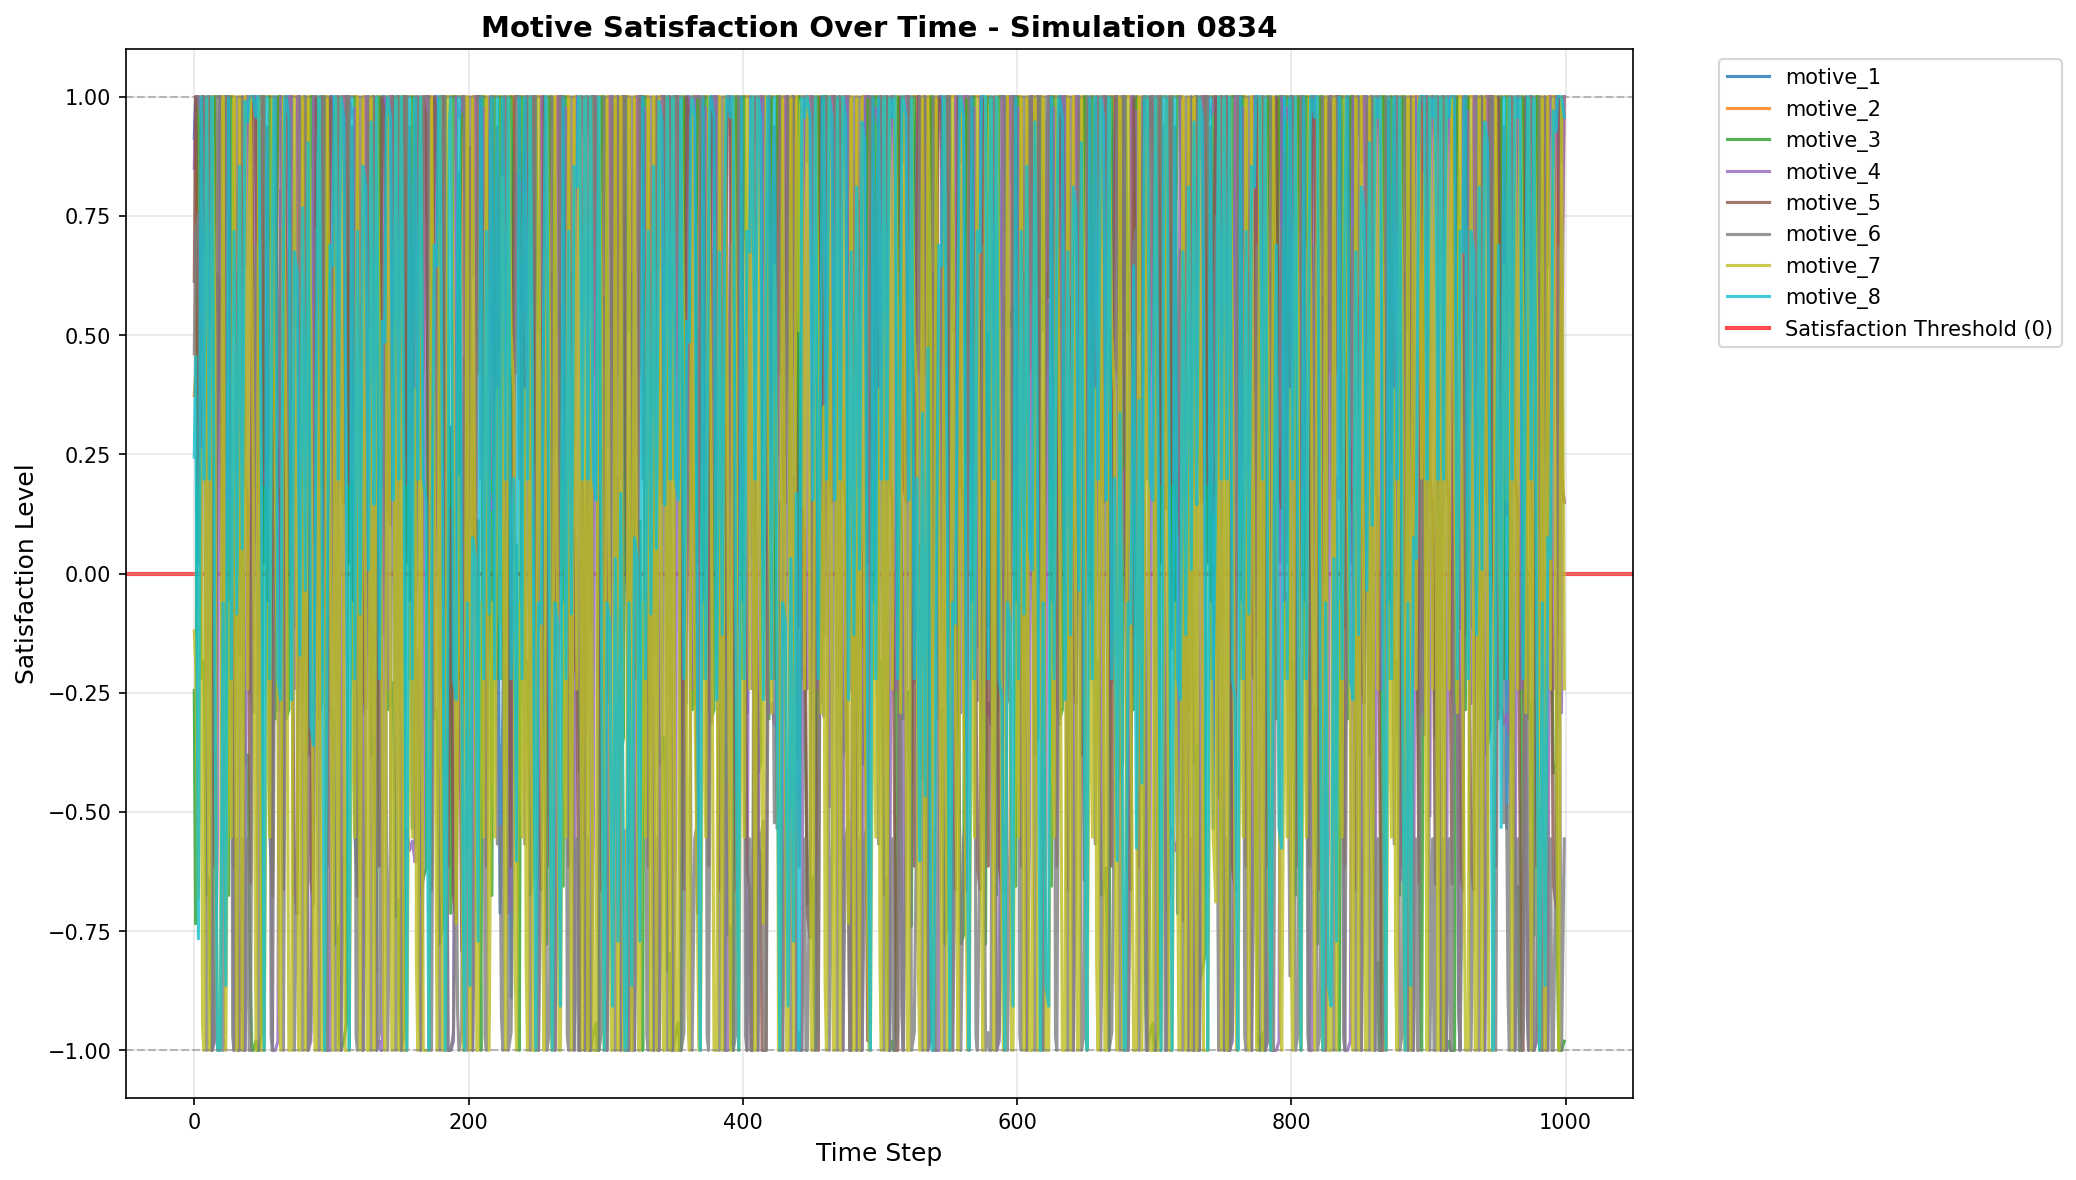 Motive Satisfaction Over Time - Simulation 0834
1.00
0.75
0.50
0.25
0.00
−0.25
−0.50
−0.75
−1.00
Satisfaction Level
0
200
400
600
800
1000
Time Step
motive_1
motive_2
motive_3
motive_4
motive_5
motive_6
motive_7
motive_8
Satisfaction Threshold (0)